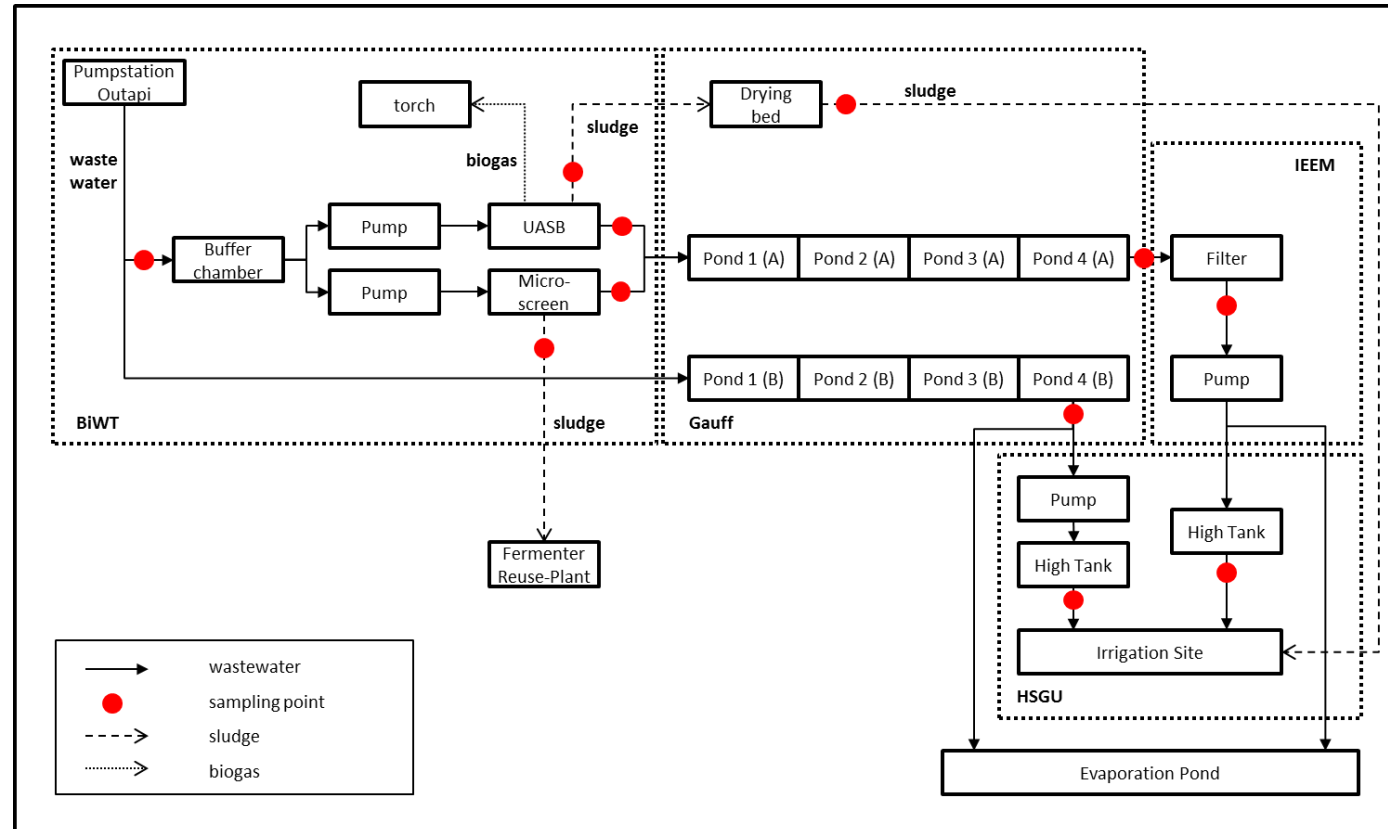 Pumpstation
Outapi
torch
sludge
Drying
bed
sludge
waste
water
biogas
IEEM
Buffer
chamber
Pump
UASB
Pond 1 (A)
Pond 2 (A)
Pond 3 (A)
Pond 4 (A)
Filter
Pump
Micro-
screen
Pond 1 (B)
Pond 2 (B)
Pond 3 (B)
Pond 4 (B)
Pump
BiWT
sludge
Gauff
Pump
High Tank
High Tank
Fermenter
Reuse-Plant
Irrigation Site
HSGU
Evaporation Pond
wastewater
sampling point
sludge
biogas